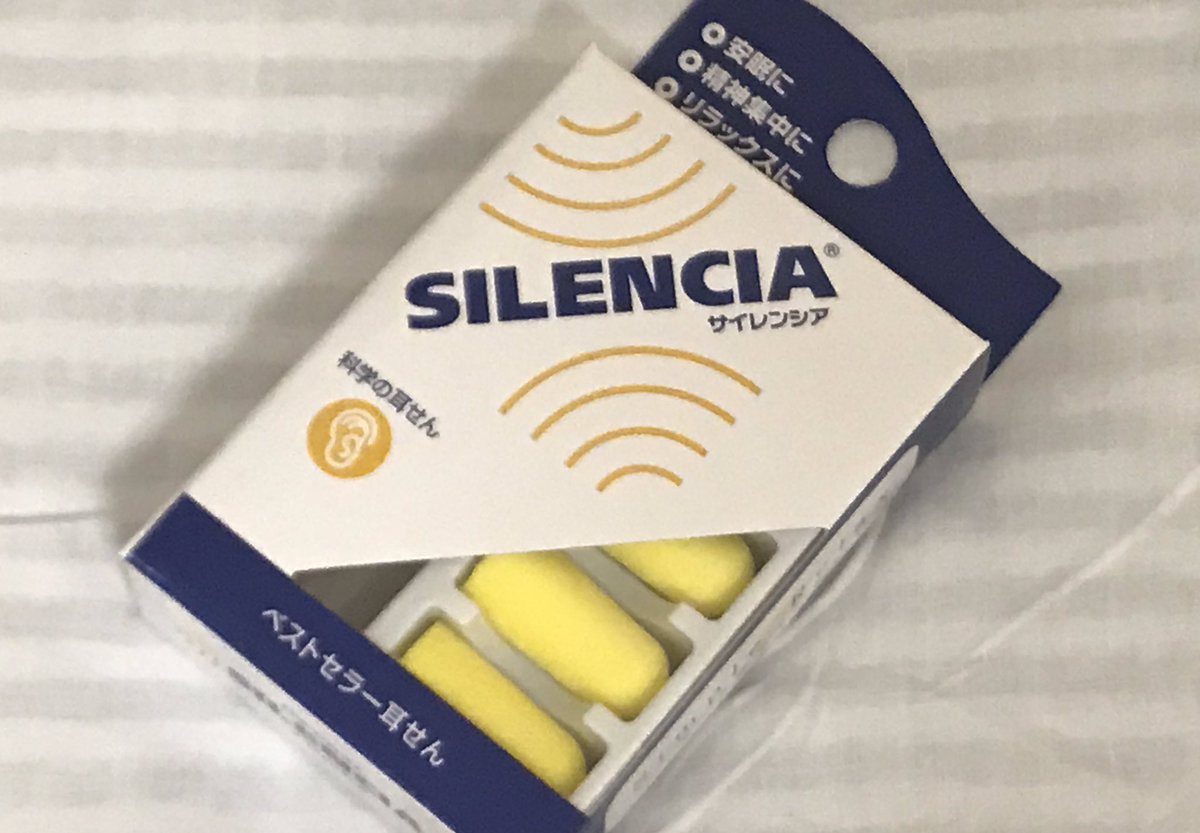 安眠に
精神集中に
リラックスに
SILENCIA®
サイレンシア
科学の耳せん
ベストセラー耳せん